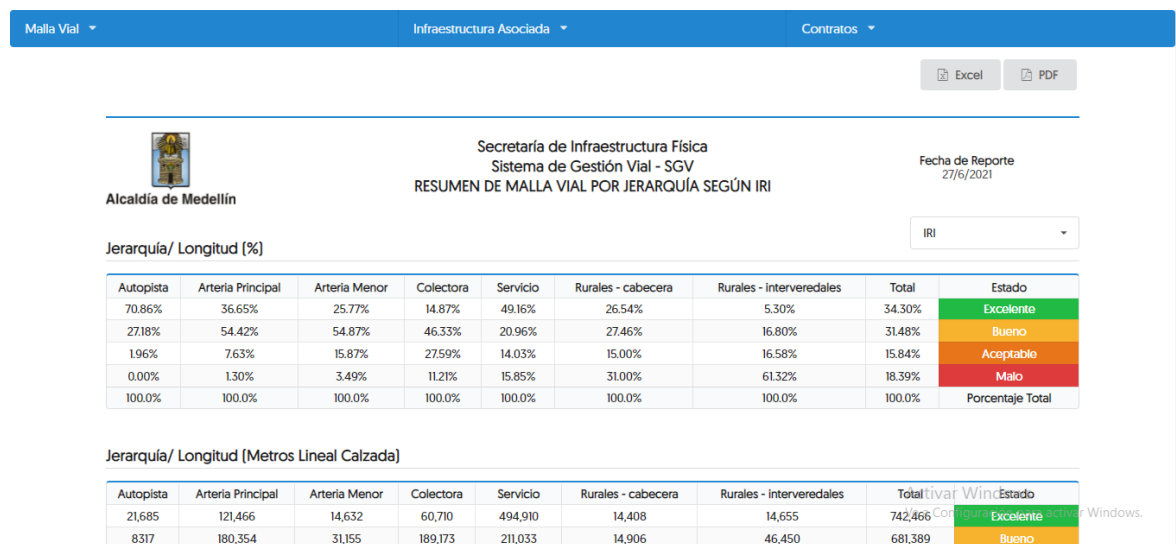 Malla Vial Infraestructura Asociada Contratos
Excel PDF
Secretaría de Infraestructura Física
Sistema de Gestión Vial - SGV
RESUMEN DE MALLA VIAL POR JERARQUÍA SEGÚN IRI
Fecha de Reporte
27/6/2021
Alcaldía de Medellín
IRI
Jerarquía/ Longitud (%)
Autopista Arteria Principal Arteria Menor Colectora Servicio Rurales - cabecera Rurales - interveredales Total Estado
70.86% 36.65% 25.77% 14.87% 49.16% 26.54% 5.30% 34.30% Excelente
27.18% 54.42% 54.87% 46.33% 20.96% 27.46% 16.80% 31.48% Bueno
1.96% 7.63% 15.87% 27.59% 14.03% 15.00% 16.58% 15.84% Aceptable
0.00% 1.30% 3.49% 11.21% 15.85% 31.00% 61.32% 18.39% Malo
100.0% 100.0% 100.0% 100.0% 100.0% 100.0% 100.0% 100.0% Porcentaje Total
Jerarquía/ Longitud (Metros Lineal Calzada)
Autopista Arteria Principal Arteria Menor Colectora Servicio Rurales - cabecera Rurales - interveredales Total Estado
Activar Windows
21,685 121,466 14,632 60,710 494,910 14,408 14,655 742,466 Excelente
Ve a Configuración para activar Windows.
8317 180,354 31,155 189,173 211,033 14,906 46,450 681,389 Bueno